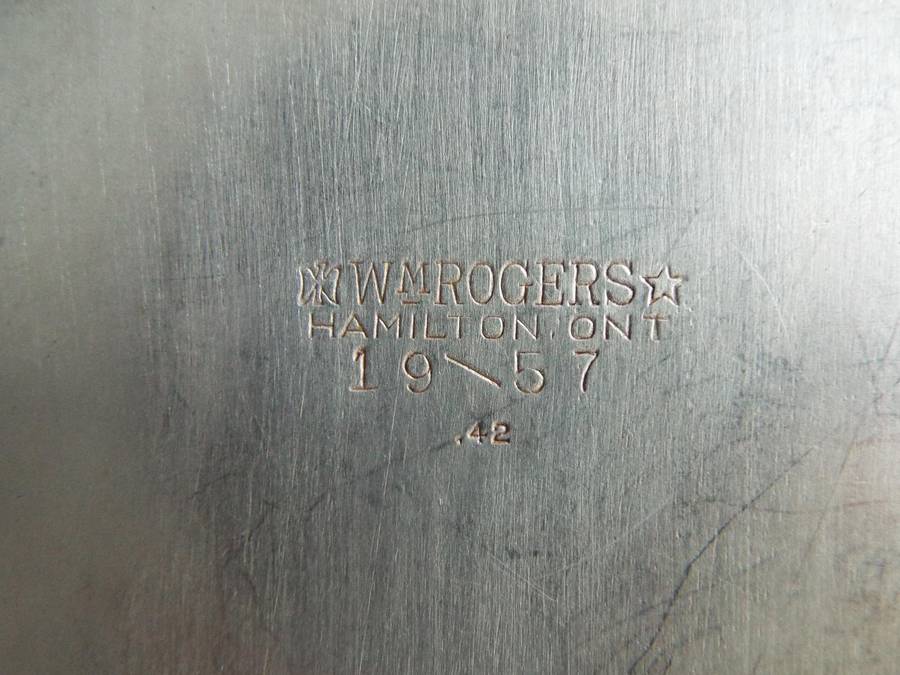 WM ROGERS
HAMILTON, ONT
19\57
.42